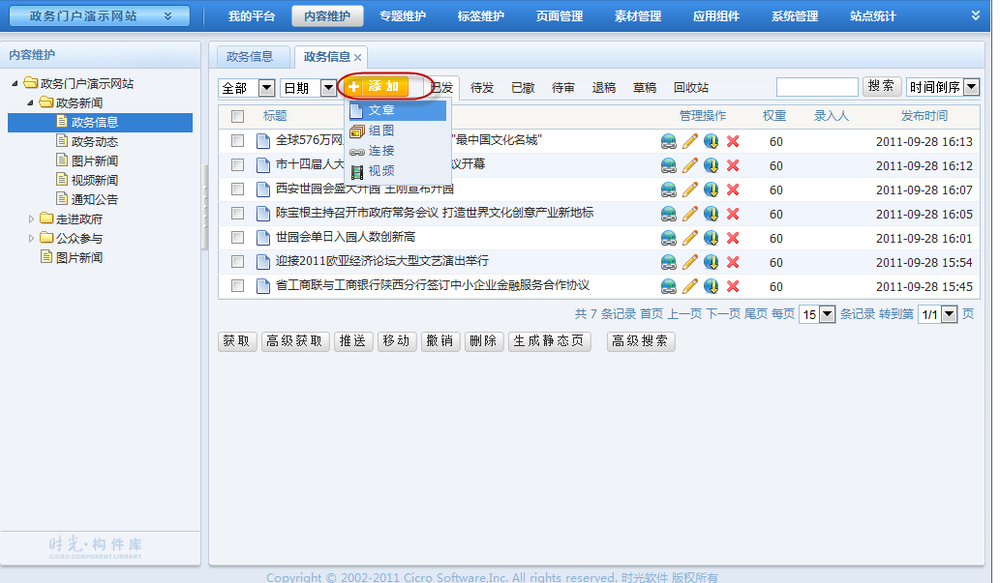 政务门户演示网站 我的平台 内容维护 专题维护 标签维护 页面管理 素材管理 应用组件 系统管理 站点统计
内容维护
政务门户演示网站
政务新闻
政务信息
政务动态
图片新闻
视频新闻
通知公告
走进政府
公众参与
图片新闻
时光·构件库
CICRO COMPONENT LIBRARY
政务信息 政务信息
全部 日期 添加 已发 待发 已撤 待审 退稿 草稿 回收站 搜索 时间倒序
文章
组图
连接
视频
标题 管理操作 权重 录入人 发布时间
全球576万网 "最中国文化名城" 60 2011-09-28 16:13
市十四届人大 议开幕 60 2011-09-28 16:12
西安世园会盛大开园 王刚宣布开园 60 2011-09-28 16:07
陈宝根主持召开市政府常务会议 打造世界文化创意产业新地标 60 2011-09-28 16:05
世园会单日入园人数创新高 60 2011-09-28 16:01
迎接2011欧亚经济论坛大型文艺演出举行 60 2011-09-28 15:54
省工商联与工商银行陕西分行签订中小企业金融服务合作协议 60 2011-09-28 15:45
共 7 条记录 首页 上一页 下一页 尾页 每页 15 条记录 转到第 1/1 页
获取 高级获取 推送 移动 撤销 删除 生成静态页 高级搜索
Copyright © 2002-2011 Cicro Software,Inc. All rights reserved. 时光软件 版权所有